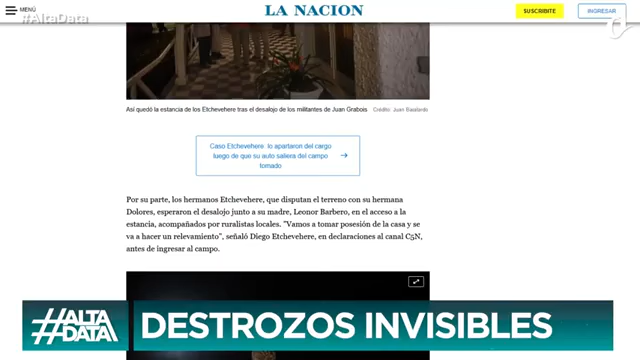 MENÚ
#AltaData
LA NACION
SUSCRIBITE
INGRESAR
Así quedó la estancia de los Etchevehere tras el desalojo de los militantes de Juan Grabois Crédito: Juan Baialardo
Caso Etchevehere: lo apartaron del cargo
luego de que su auto saliera del campo
tomado
Por su parte, los hermanos Etchevehere, que disputan el terreno con su hermana
Dolores, esperaron el desalojo junto a su madre, Leonor Barbero, en el acceso a la
estancia, acompañados por ruralistas locales. "Vamos a tomar posesión de la casa y se
va a hacer un relevamiento", señaló Diego Etchevehere, en declaraciones al canal C5N,
antes de ingresar al campo.
#ALTA
DATA
DESTROZOS INVISIBLES